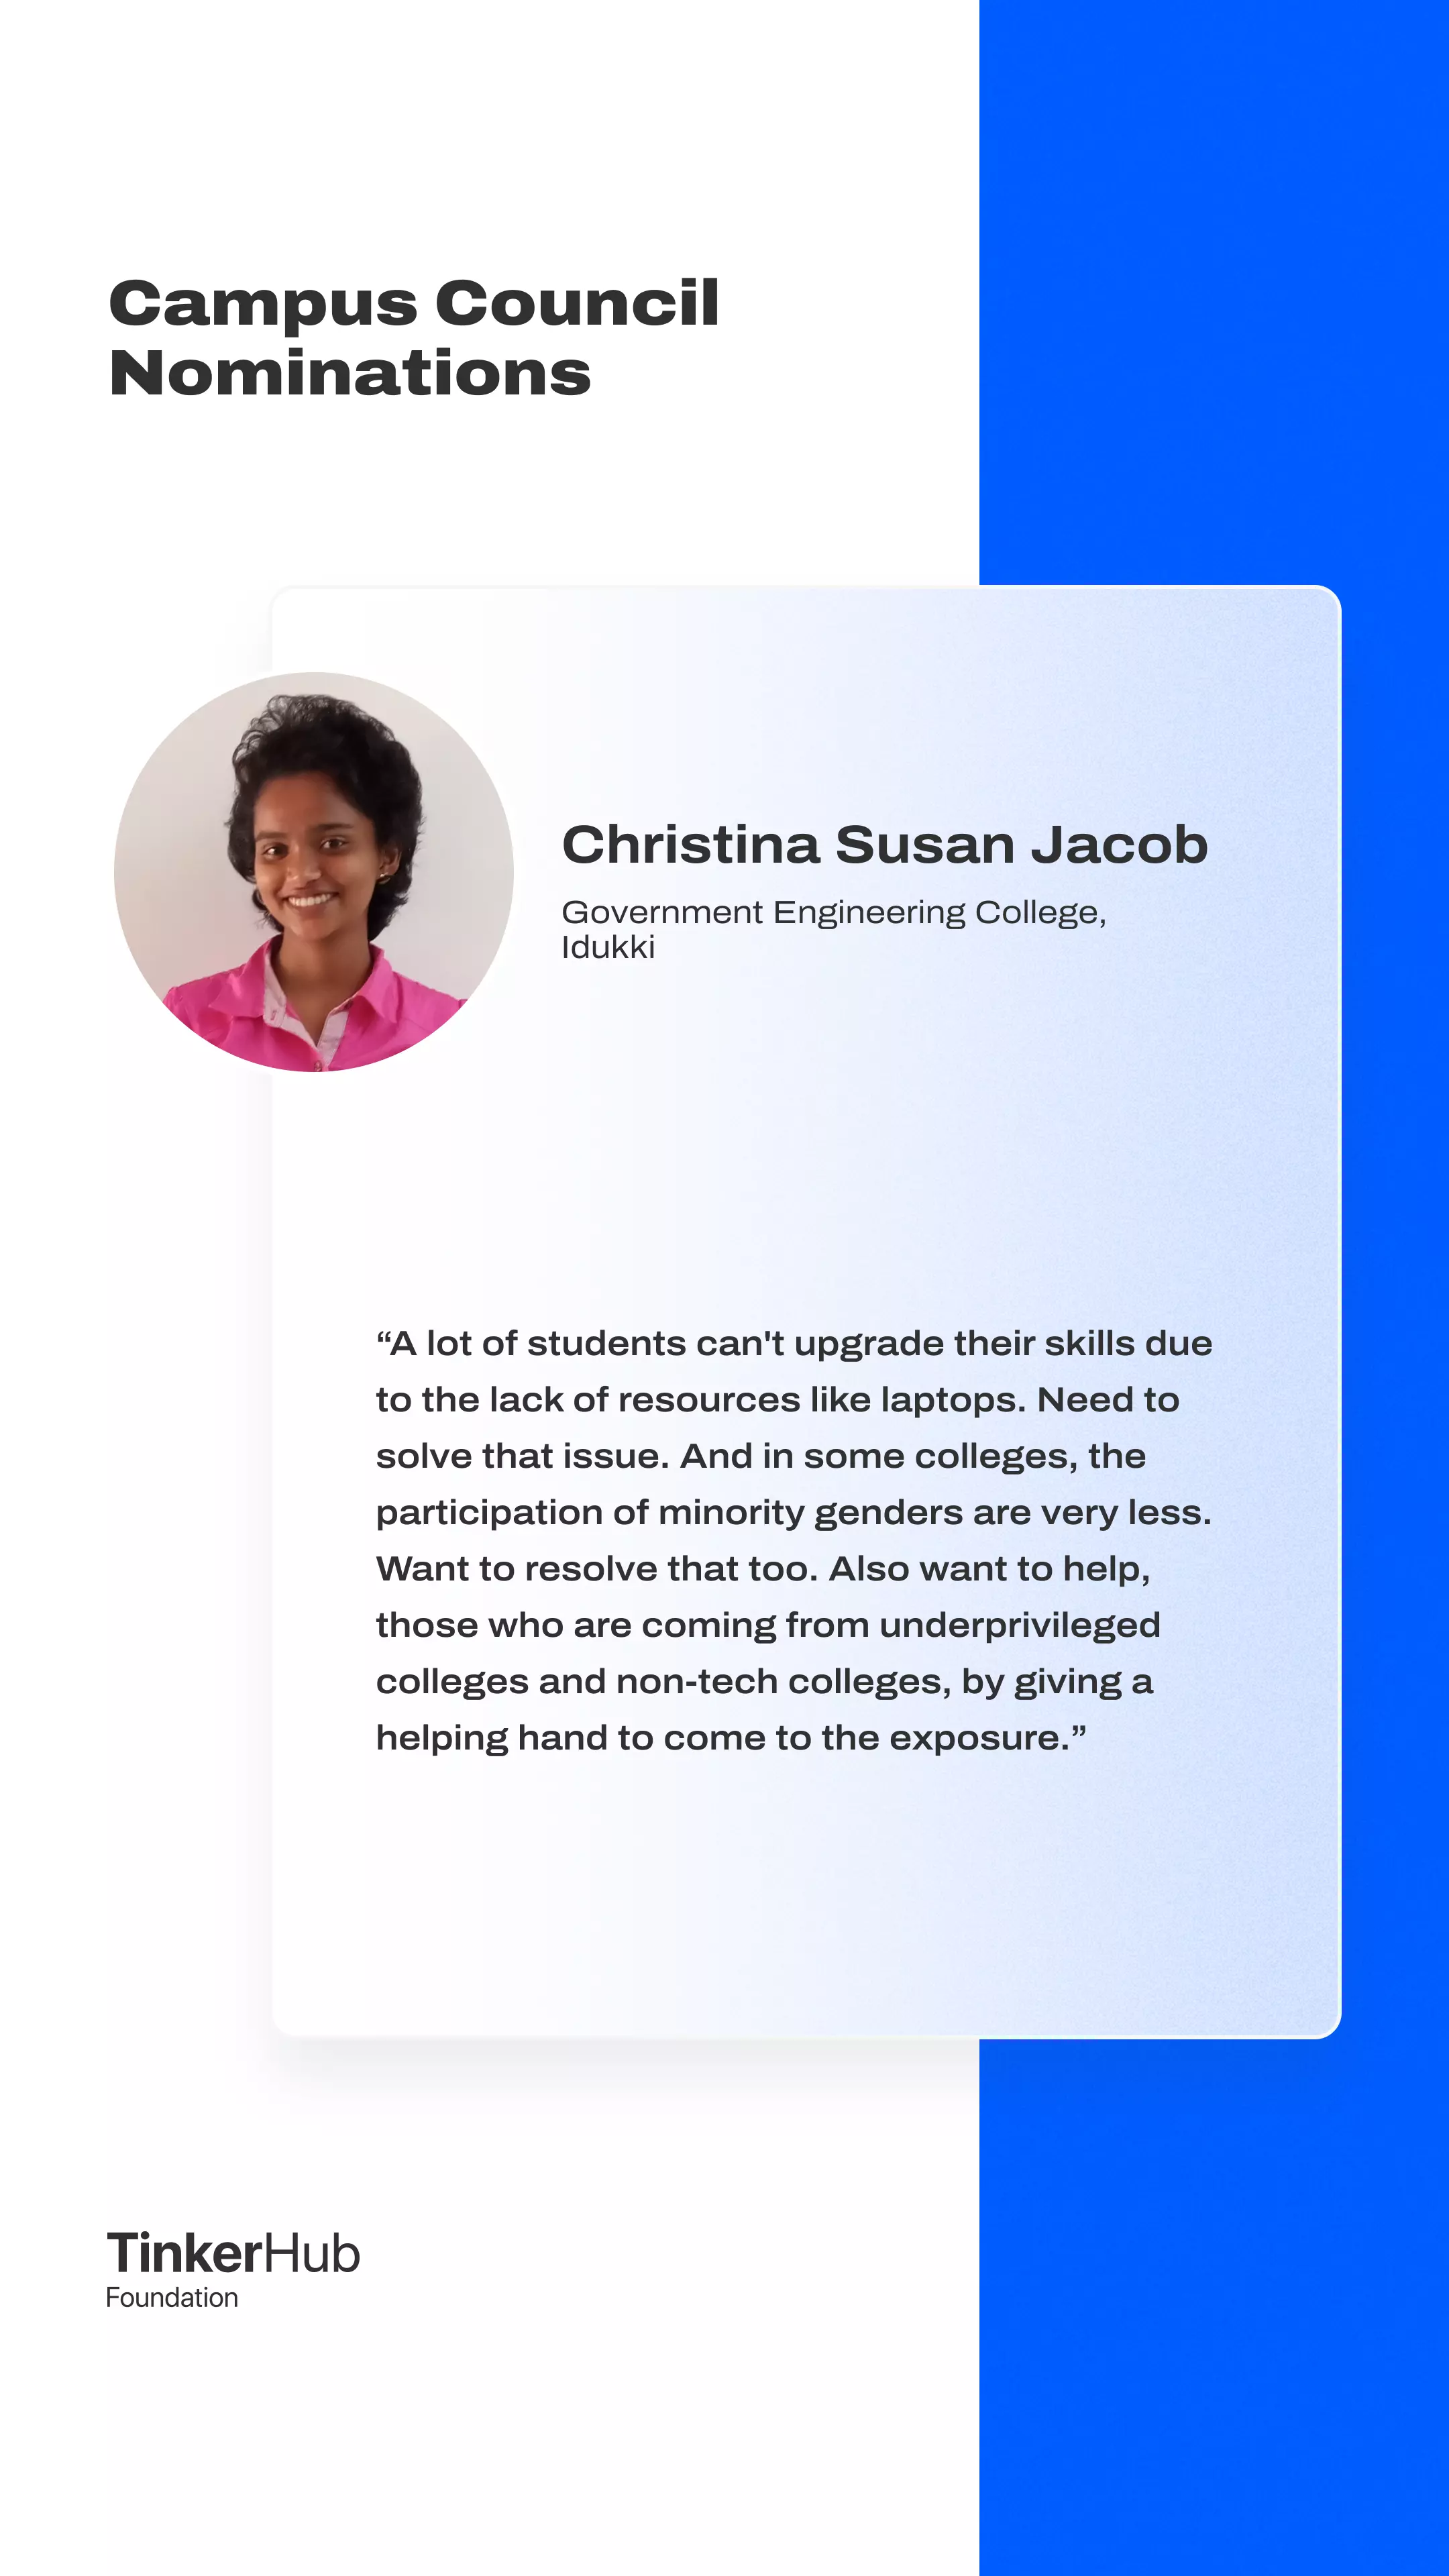 Campus Council
Nominations
Christina Susan Jacob
Government Engineering College,
Idukki
“A lot of students can't upgrade their skills due
to the lack of resources like laptops. Need to
solve that issue. And in some colleges, the
participation of minority genders are very less.
Want to resolve that too. Also want to help,
those who are coming from underprivileged
colleges and non-tech colleges, by giving a
helping hand to come to the exposure.”
TinkerHub
Foundation